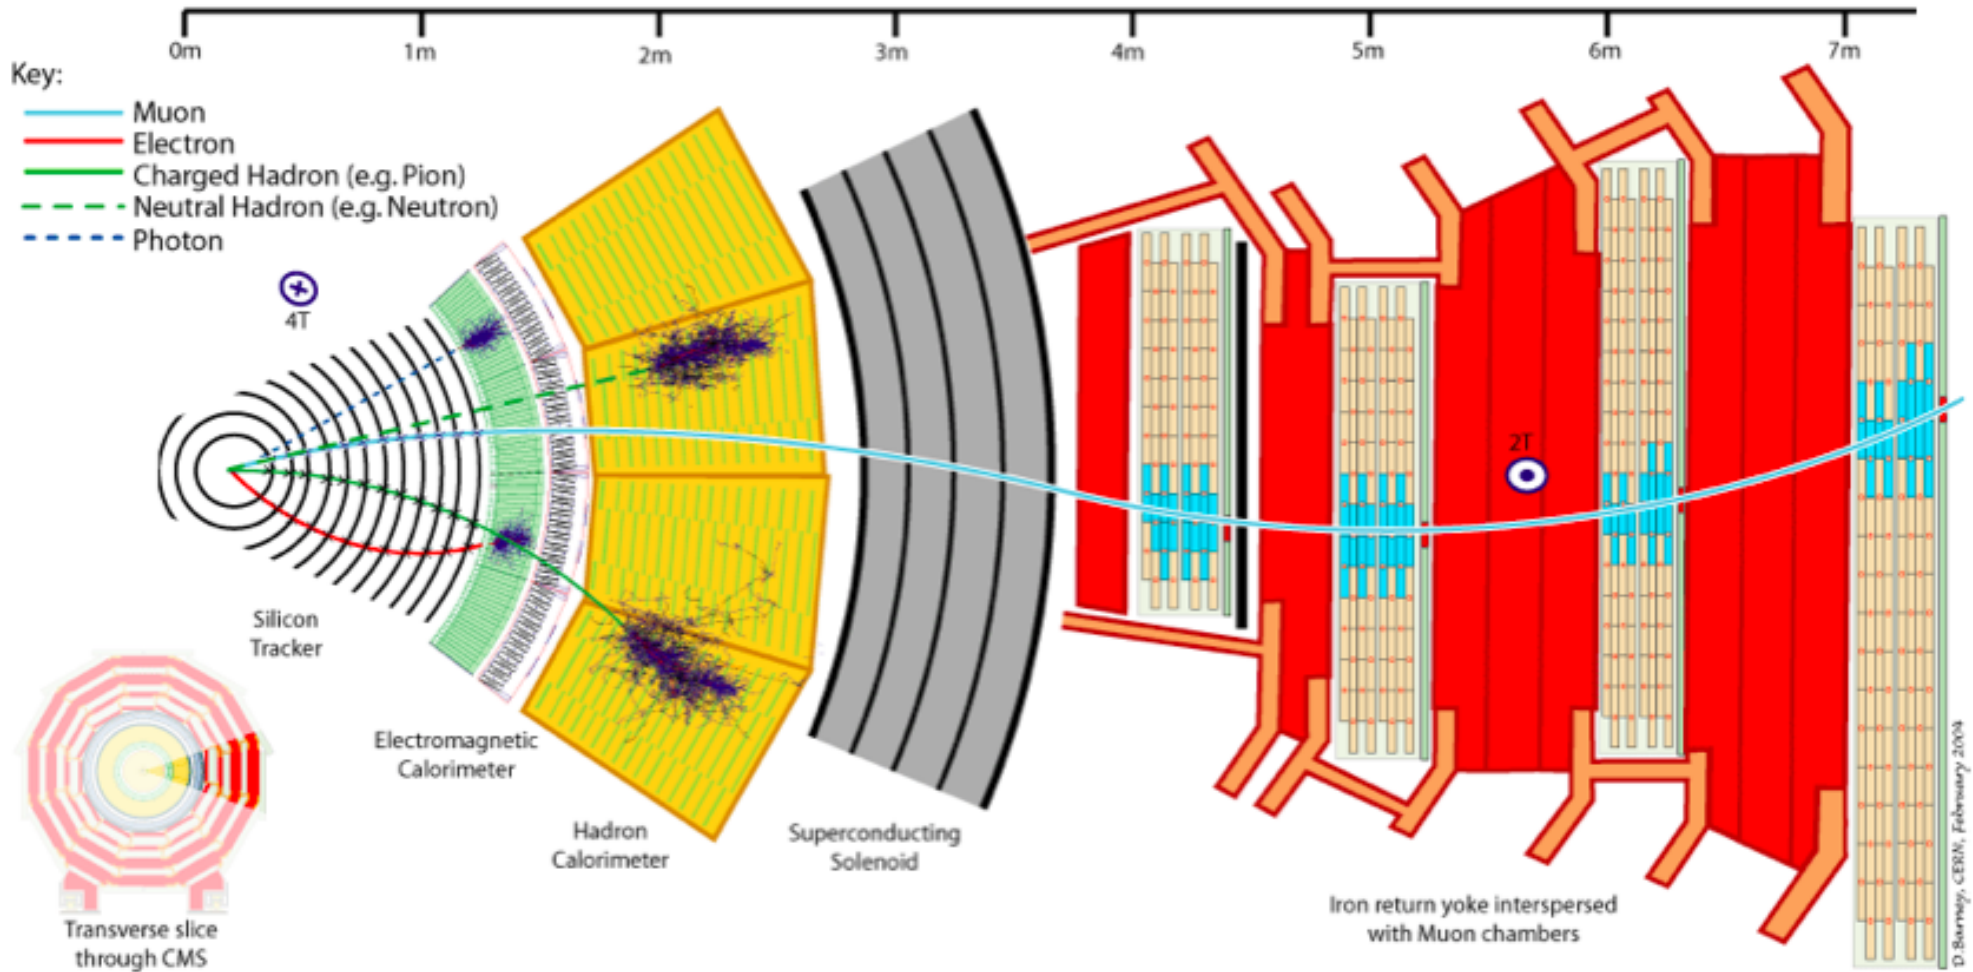 0m 1m 2m 3m 4m 5m 6m 7m
Key:
Muon
Electron
Charged Hadron (e.g. Pion)
Neutral Hadron (e.g. Neutron)
Photon
4T
2T
Silicon
Tracker
Electromagnetic
Calorimeter
Hadron
Calorimeter
Superconducting
Solenoid
Iron return yoke interspersed
with Muon chambers
Transverse slice
through CMS
D.Barney, CERN, February 2004